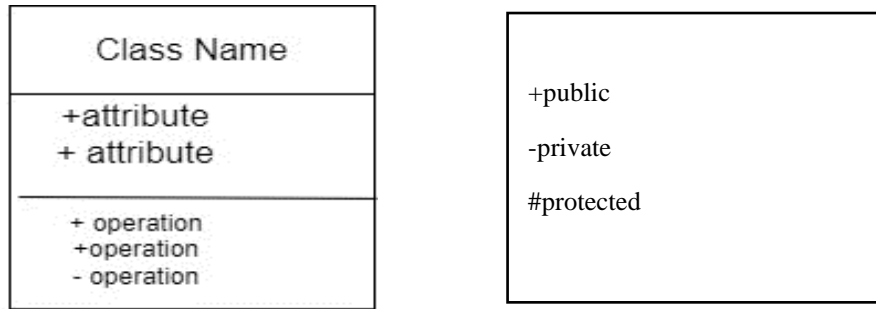 Class Name
+attribute
+ attribute
+ operation
+operation
- operation
+public
-private
#protected